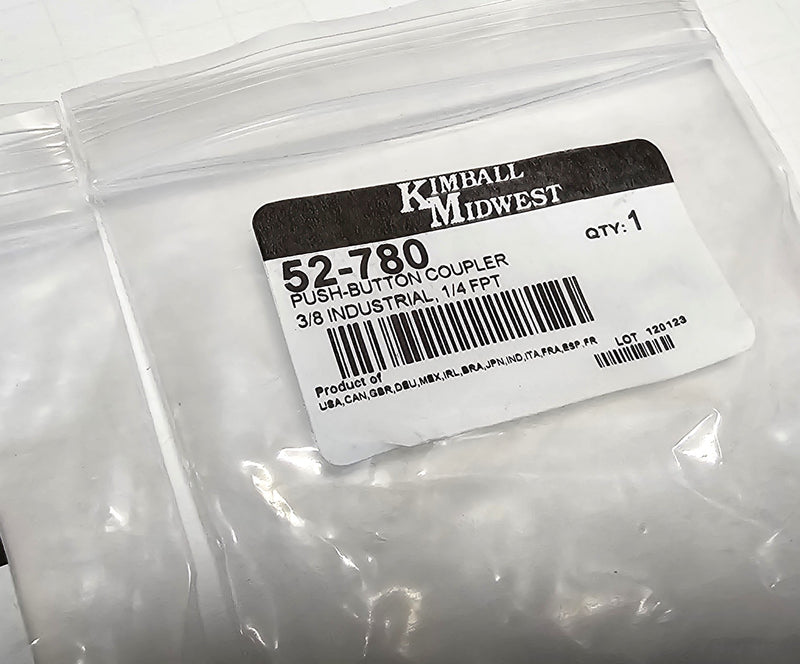 KIMBALL
MIDWEST
52-780
QTY: 1
PUSH-BUTTON COUPLER
3/8 INDUSTRIAL, 1/4 FPT
LOT 120123
Product of
USA,CAN,GBR,DEU,MEX,IRL,BRA,JPN,IND,ITA,FRA,ESP,FR